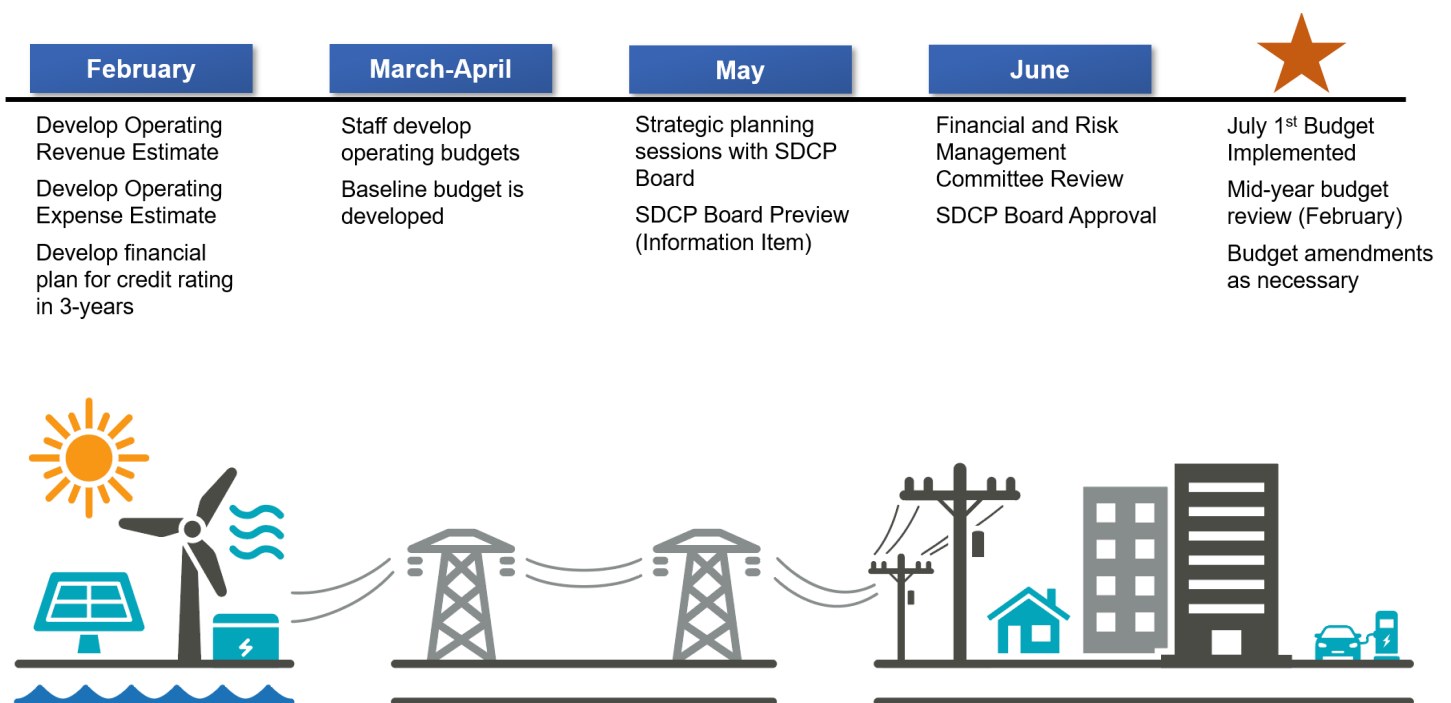 February
Develop Operating
Revenue Estimate
Develop Operating
Expense Estimate
Develop financial
plan for credit rating
in 3-years
March-April
Staff develop
operating budgets
Baseline budget is
developed
May
Strategic planning
sessions with SDCP
Board
SDCP Board Preview
(Information Item)
June
Financial and Risk
Management
Committee Review
SDCP Board Approval
July 1st Budget
Implemented
Mid-year budget
review (February)
Budget amendments
as necessary